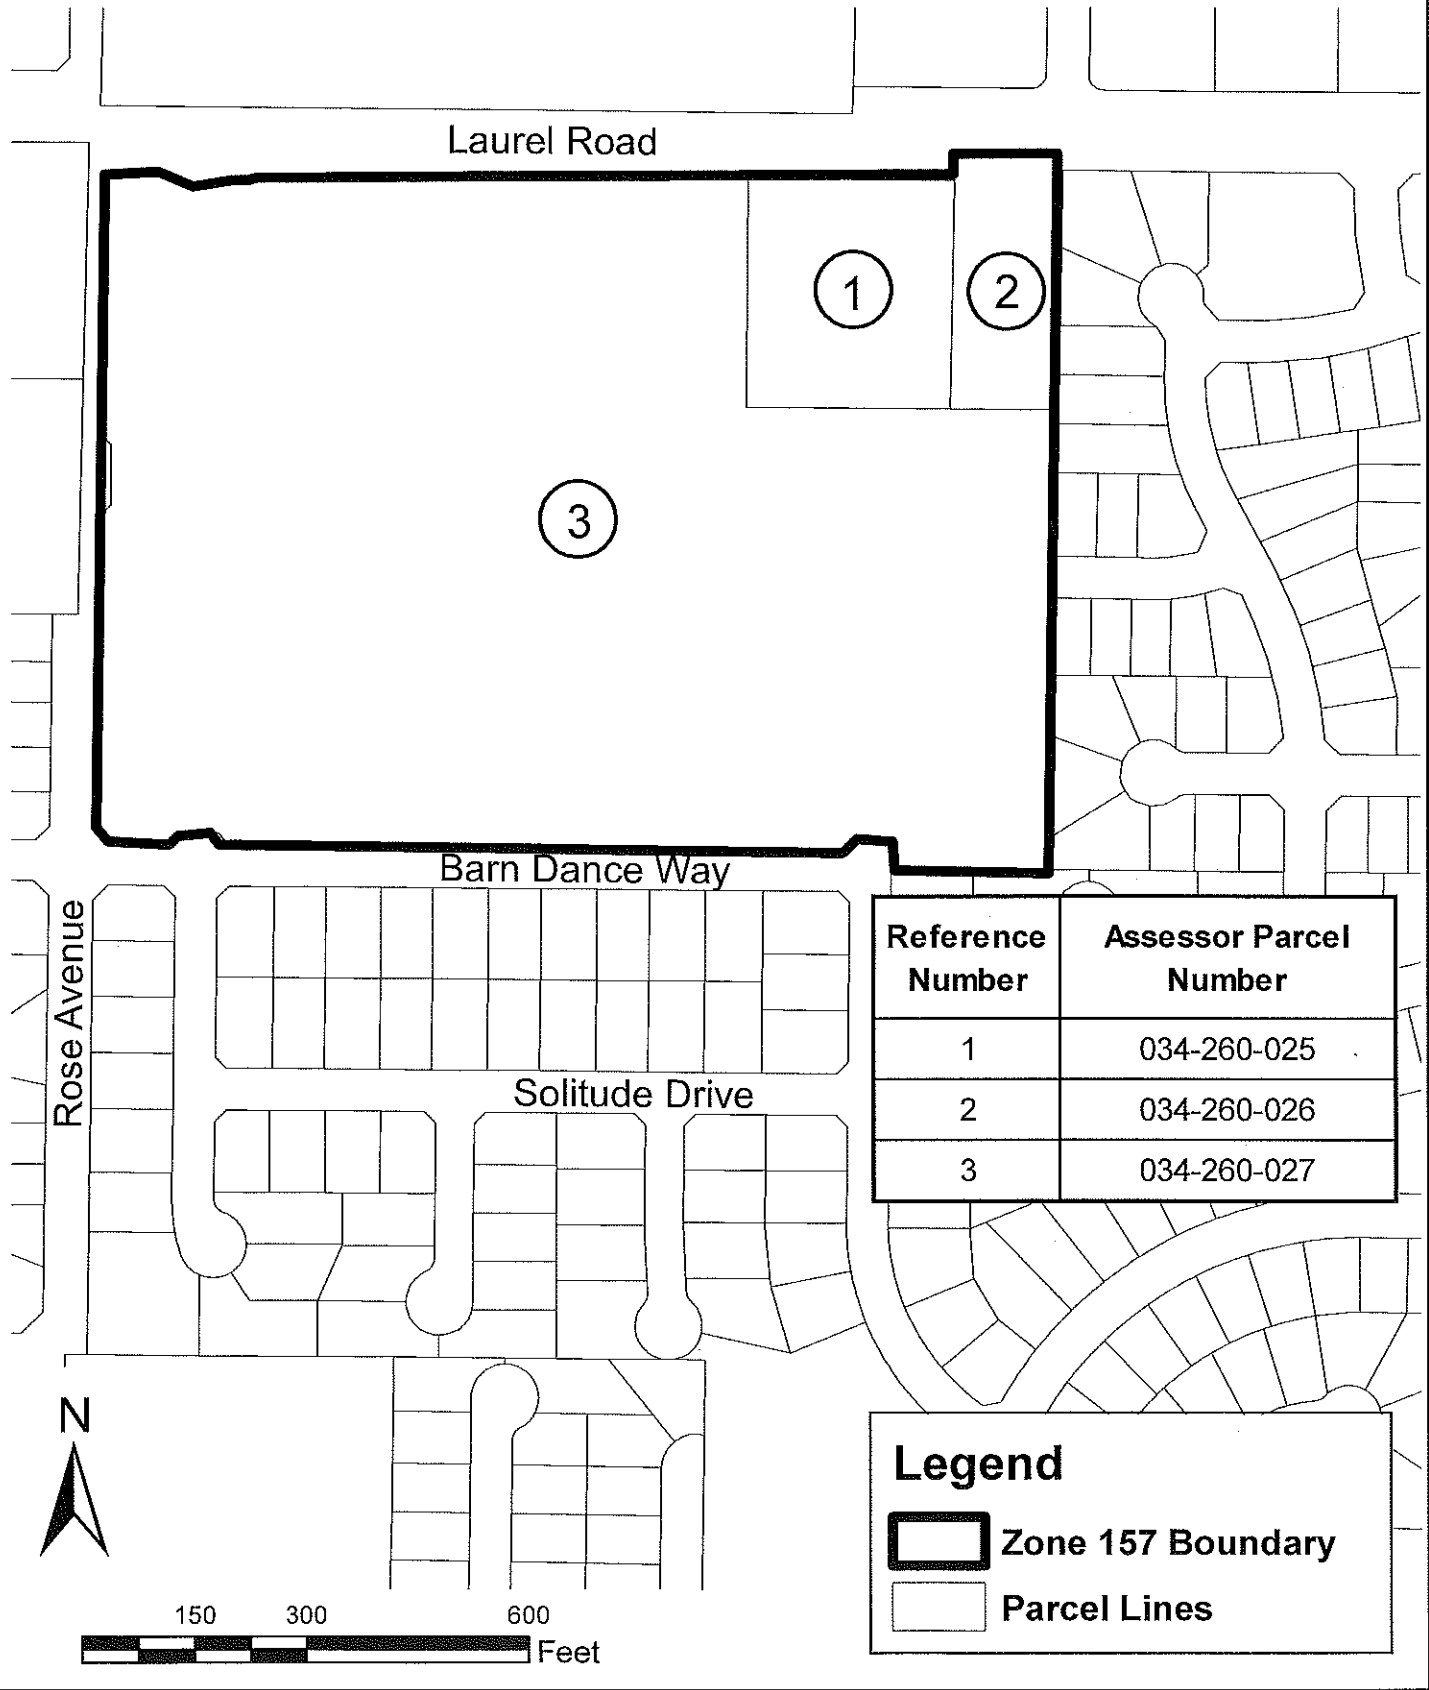 Laurel Road
1
2
3
Barn Dance Way
Rose Avenue
Solitude Drive
Reference Number Assessor Parcel Number
1 034-260-025
2 034-260-026
3 034-260-027
N
Legend
Zone 157 Boundary
Parcel Lines
150 300 600
Feet